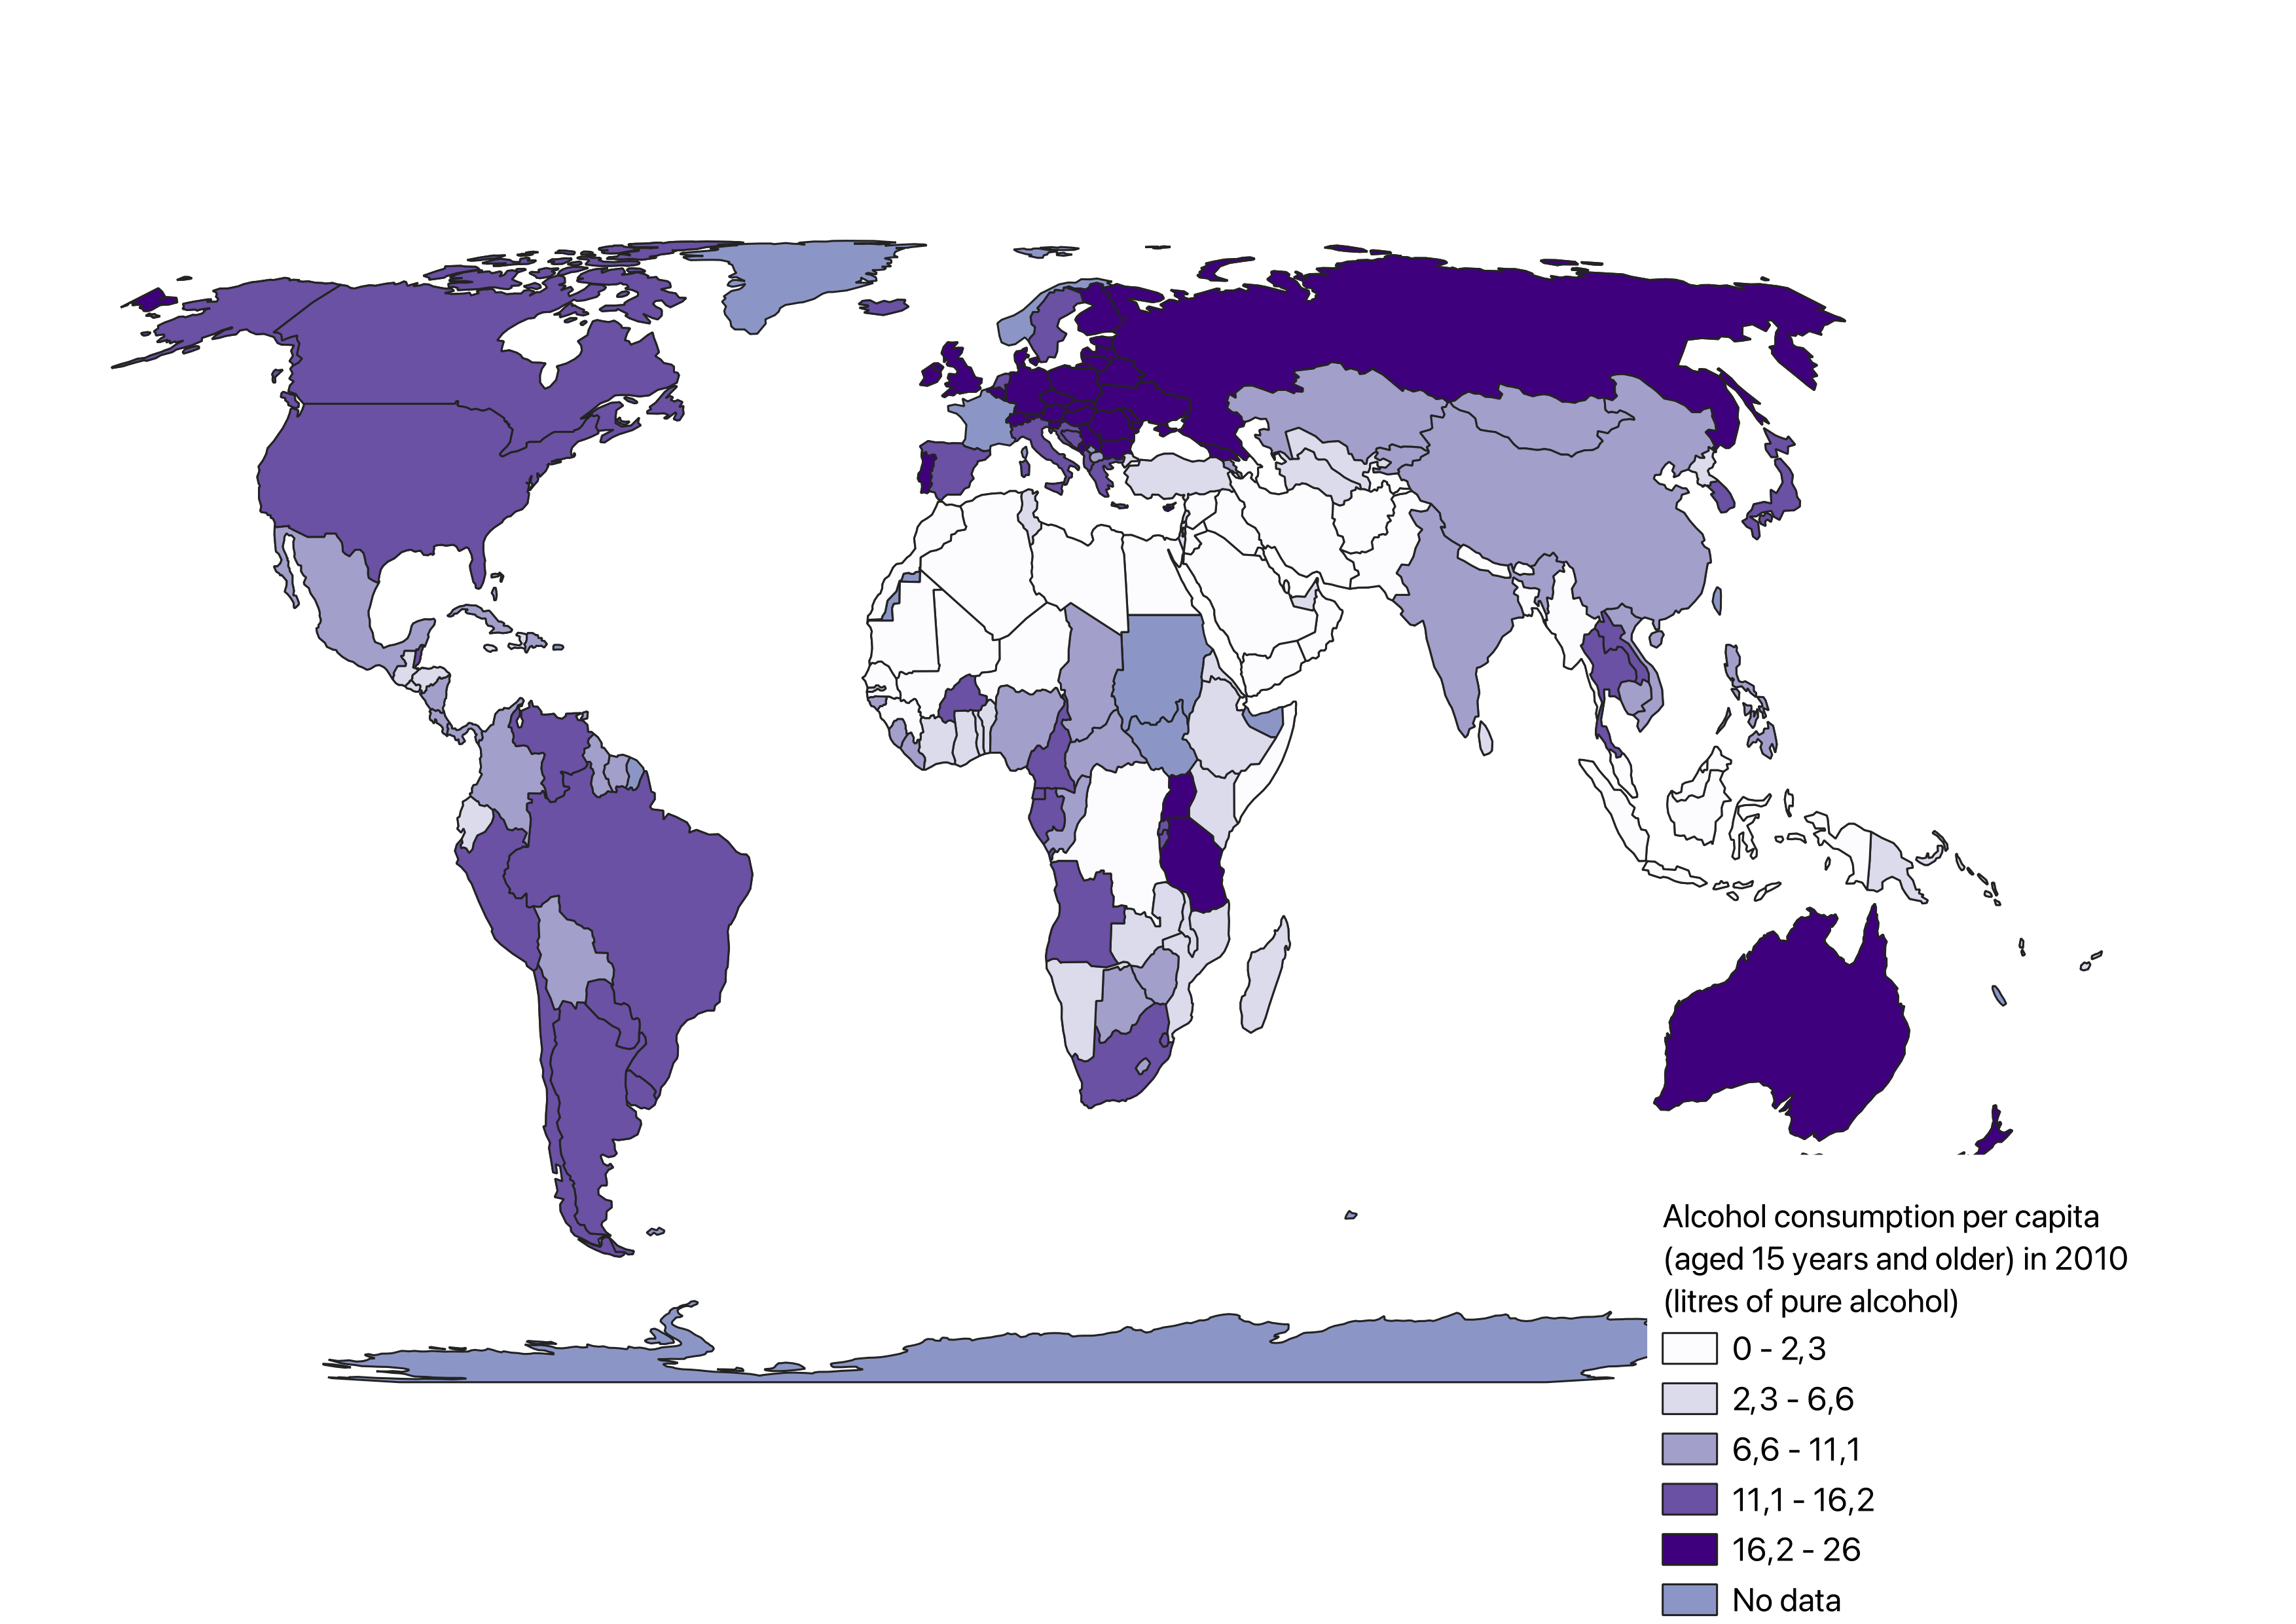 Alcohol consumption per capita
(aged 15 years and older) in 2010
(litres of pure alcohol)
0 - 2,3
2,3 - 6,6
6,6 - 11,1
11,1 - 16,2
16,2 - 26
No data